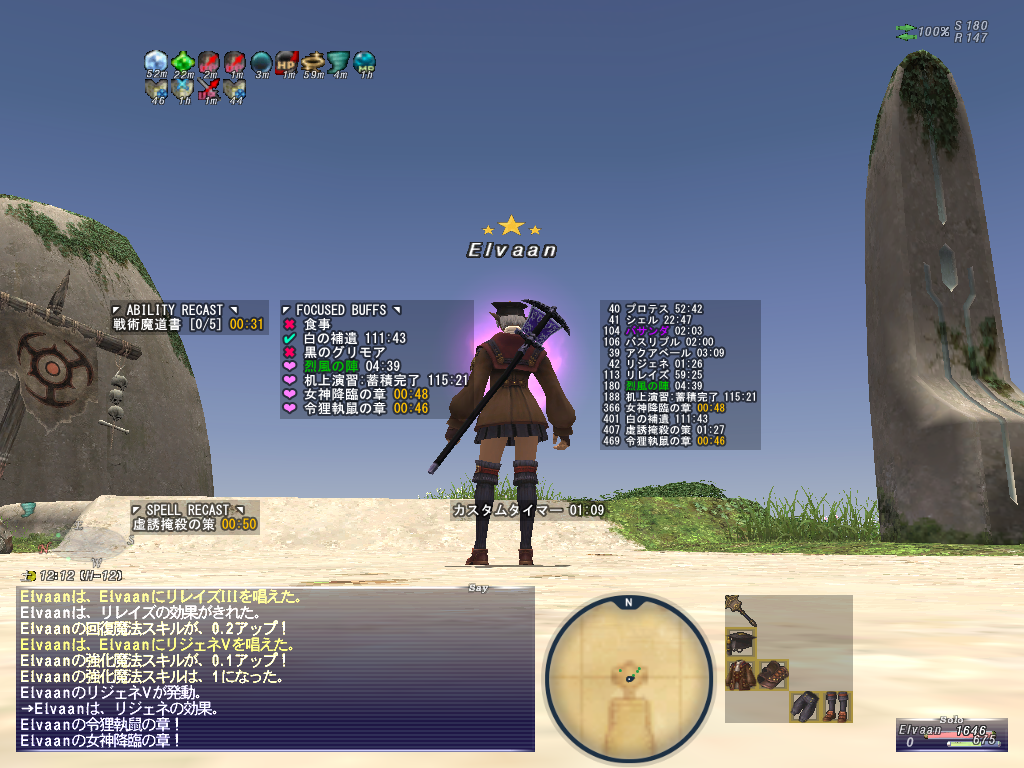 100% S 180
R 147
52m 22m 2m 1m 3m 1m 59m 4m 1h
46 1h 1m 44
HP
MP
Elvaan
ABILITY RECAST
戦術魔道書 [0/5] 00:31
FOCUSED BUFFS
食事
白の補遺 111:43
黒のグリモア
烈風の陣 04:39
机上演習:蓄積完了 115:21
女神降臨の章 00:48
令狸執鼠の章 00:46
40 プロテス 52:42
41 シェル 22:47
104 バサンダ 02:03
106 バスリプル 02:00
39 アクアベール 03:09
42 リジェネ 01:26
113 リレイズ 59:25
180 烈風の陣 04:39
188 机上演習:蓄積完了 115:21
366 女神降臨の章 00:48
401 白の補遺 111:43
407 虚誘掩殺の策 01:27
469 令狸執鼠の章 00:46
SPELL RECAST
虚誘掩殺の策 00:50
カスタムタイマー 01:09
N
W
S
12:12 (H-12)
Say
Elvaanは、ElvaanにリレイズIIIを唱えた。
Elvaanは、リレイズの効果がきれた。
Elvaanの回復魔法スキルが、0.2アップ!
Elvaanは、ElvaanにリジェネVを唱えた。
Elvaanの強化魔法スキルが、0.1アップ!
Elvaanの強化魔法スキルは、1になった。
ElvaanのリジェネVが発動。
→Elvaanは、リジェネの効果。
Elvaanの令狸執鼠の章!
Elvaanの女神降臨の章!
N
Solo
Elvaan 1646
0 675